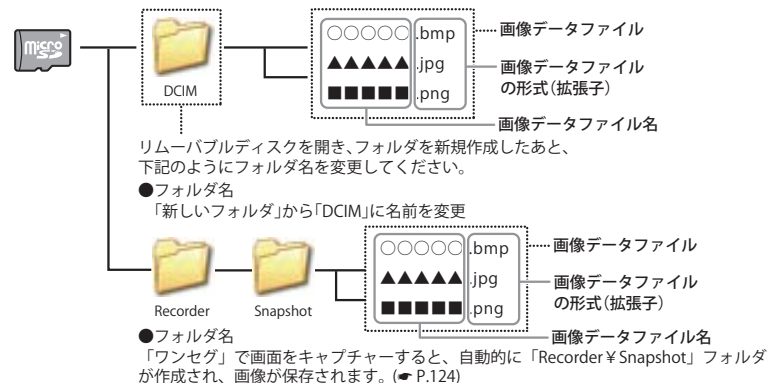 micro SD
○○○○○.bmp
画像データファイル
▲▲▲▲▲.jpg
画像データファイル
の形式(拡張子)
■■■■■.png
DCIM
画像データファイル名
リムーバブルディスクを開き、フォルダを新規作成したあと、
下記のようにフォルダ名を変更してください。
●フォルダ名
「新しいフォルダ」から「DCIM」に名前を変更
○○○○○.bmp
画像データファイル
▲▲▲▲▲.jpg
画像データファイル
の形式(拡張子)
■■■■■.png
Recorder
Snapshot
画像データファイル名
●フォルダ名
「ワンセグ」で画面をキャプチャーすると、自動的に「Recorder¥Snapshot」フォルダ
が作成され、画像が保存されます。(☛ P.124)